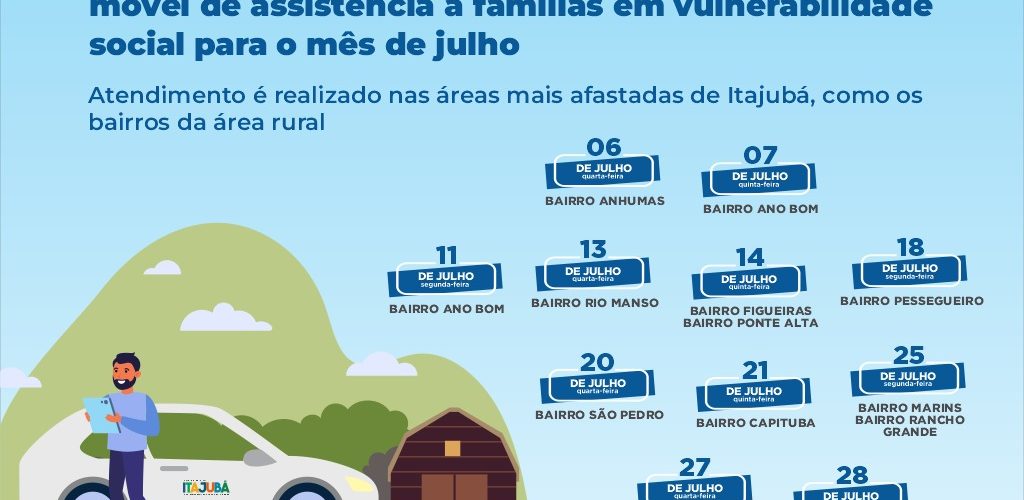 móvel de assistência a famílias em vulnerabilidade
social para o mês de julho
Atendimento é realizado nas áreas mais afastadas de Itajubá, como os
bairros da área rural
06
DE JULHO
quarta-feira
BAIRRO ANHUMAS
07
DE JULHO
quinta-feira
BAIRRO ANO BOM
11
DE JULHO
segunda-feira
BAIRRO ANO BOM
13
DE JULHO
quarta-feira
BAIRRO RIO MANSO
14
DE JULHO
quinta-feira
BAIRRO FIGUEIRAS
BAIRRO PONTE ALTA
18
DE JULHO
segunda-feira
BAIRRO PESSEGUEIRO
20
DE JULHO
quarta-feira
BAIRRO SÃO PEDRO
21
DE JULHO
quinta-feira
BAIRRO CAPITUBA
25
DE JULHO
segunda-feira
BAIRRO MARINS
BAIRRO RANCHO
GRANDE
27
DE JULHO
quarta-feira
28
DE JULHO
ITAJUBÁ